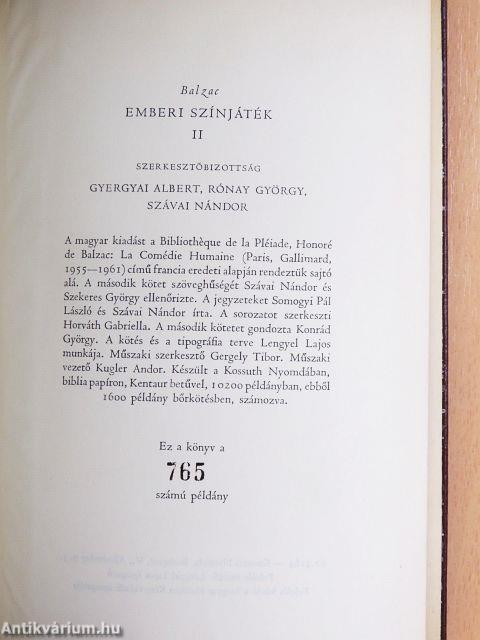 Balzac
EMBERI SZÍNJÁTÉK
II
SZERKESZTŐBIZOTTSÁG
GYERGYAI ALBERT, RÓNAY GYÖRGY,
SZÁVAI NÁNDOR
A magyar kiadást a Bibliothèque de la Pléiade, Honoré
de Balzac: La Comédie Humaine (Paris, Gallimard,
1955—1961) című francia eredeti alapján rendeztük sajtó
alá. A második kötet szöveghűségét Szávai Nándor és
Szekeres György ellenőrizte. A jegyzeteket Somogyi Pál
László és Szávai Nándor írta. A sorozatot szerkeszti
Horváth Gabriella. A második kötetet gondozta Konrád
György. A kötés és a tipográfia terve Lengyel Lajos
munkája. Műszaki szerkesztő Gergely Tibor. Műszaki
vezető Kugler Andor. Készült a Kossuth Nyomdában,
biblia papíron, Kentaur betűvel, 10200 példányban, ebből
1600 példány bőrkötésben, számozva.
Ez a könyv a
765
számú példány
Antikvárium.hu